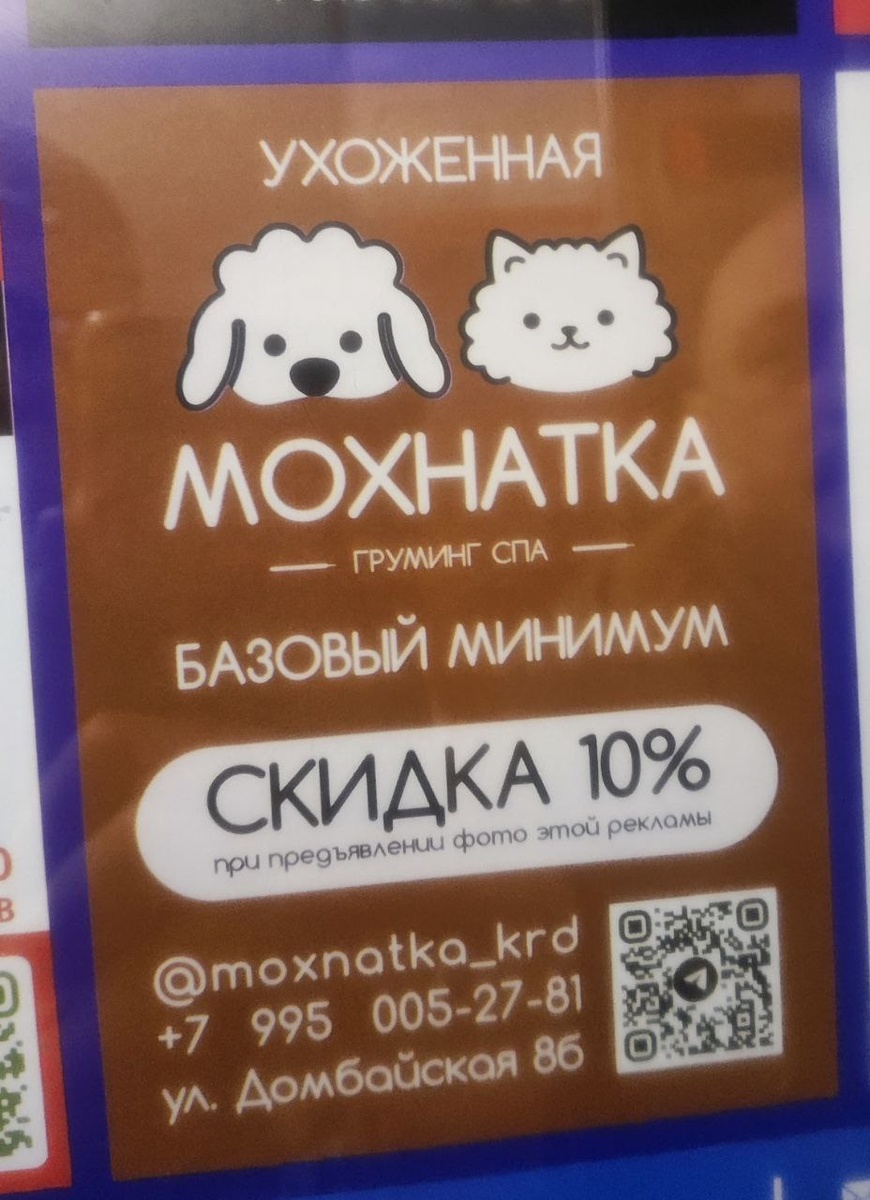 УХОЖЕННАЯ
МОХНАТКА
ГРУМИНГ СПА
БАЗОВЫЙ МИНИМУМ
СКИДКА 10%
при предъявлении фото этой рекламы
@moxnatka_krd
+7 995 005-27-81
ул. Домбайская 8б